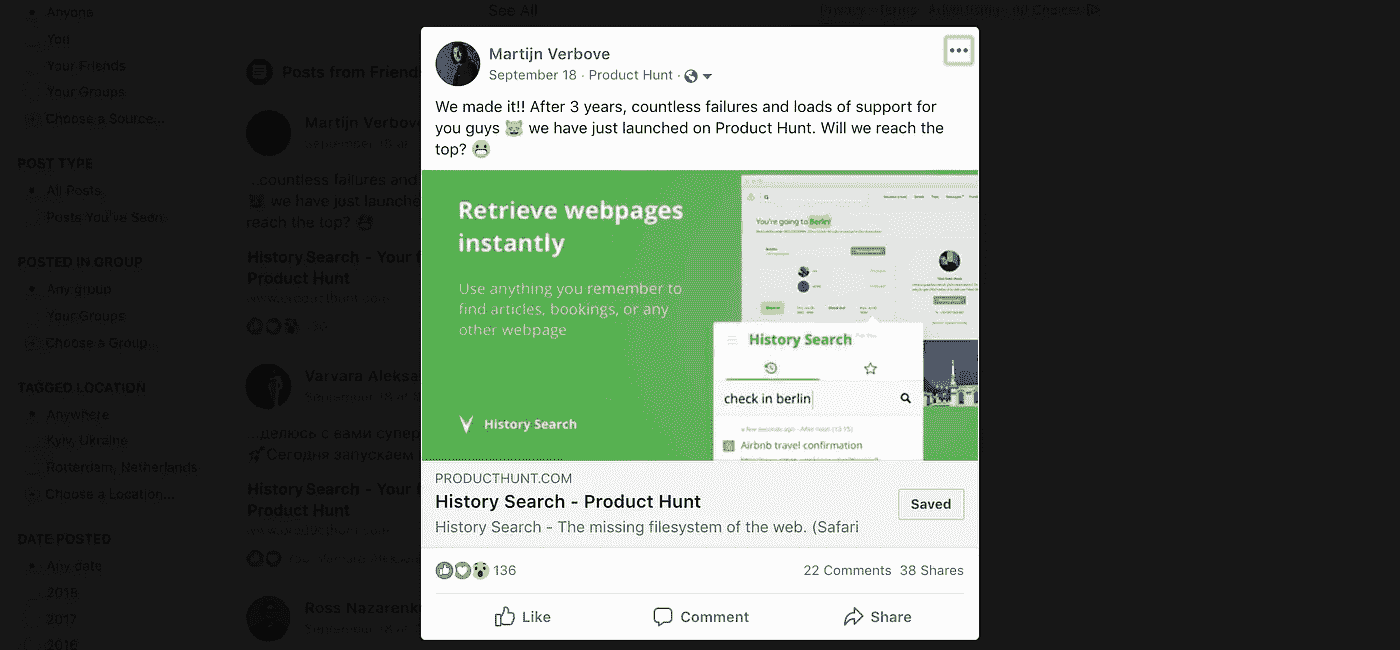 See All
Anyone
You
Your Friends
Your Groups
Choose a Source...
POST TYPE
All Posts
Posts You've Seen
POSTED IN GROUP
Any group
Your Groups
Choose a Group...
TAGGED LOCATION
Anywhere
Kyiv, Ukraine
Rotterdam, Netherlands
Choose a Location...
DATE POSTED
Any date
2018
2017
2016
Posts from Friends
Martijn Verbove
...countless failures and
we have just launche
reach the top?
History Search - Your f
Product Hunt
Varvara Aleksa
...делюсь с вами супер
Сегодня запускаем
History Search - Your
Product Hunt
Ross Nazarenk
Martijn Verbove
September 18 · Product Hunt ·
We made it!! After 3 years, countless failures and loads of support for
you guys 😺 we have just launched on Product Hunt. Will we reach the
top? 😬
Retrieve webpages
instantly
Use anything you remember to
find articles, bookings, or any
other webpage
History Search
You're going to Berlin
History Search
check in berlin
a few seconds ago
Airbnb travel confirmation
PRODUCTHUNT.COM
History Search - Product Hunt
History Search - The missing filesystem of the web. (Safari
Saved
136
22 Comments 38 Shares
Like Comment Share